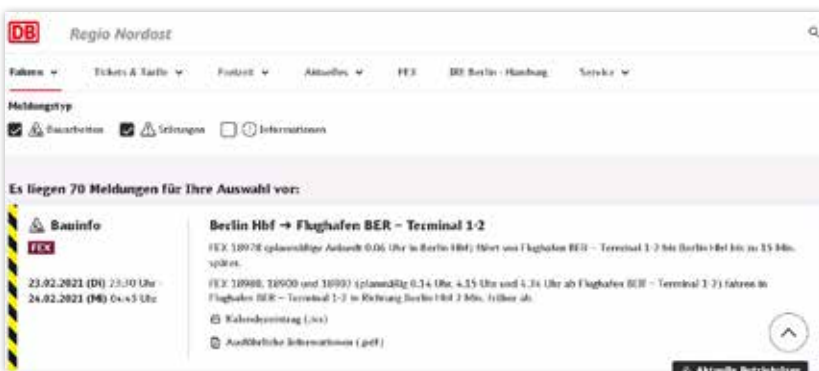 DB Regio Nordost
Fahren Tickets & Tarife Freizeit Aktuelles FEX IRE Berlin - Hamburg Service
Meldungstyp
Bauarbeiten Störungen Informationen
Es liegen 70 Meldungen für Ihre Auswahl vor:
Bauinfo
FEX
23.02.2021 (Di) 23:30 Uhr -
24.02.2021 (Mi) 04:45 Uhr
Berlin Hbf → Flughafen BER – Terminal 1-2
FEX 18978 (planmäßige Ankunft 0.06 Uhr in Berlin Hbf) fährt von Flughafen BER – Terminal 1-2 bis Berlin Hbf bis zu 15 Min.
später.
FEX 18980, 18900 und (planmäßig 0.14 Uhr, 4.15 Uhr und Uhr ab Flughafen BER – Terminal 1-2) fahren in
Flughafen BER – Terminal 1-2 in Richtung Berlin Hbf 2 Min. früher ab.
Kalendereintrag (.ics)
Ausführliche Informationen (.pdf)
Aktuelle Betriebslage